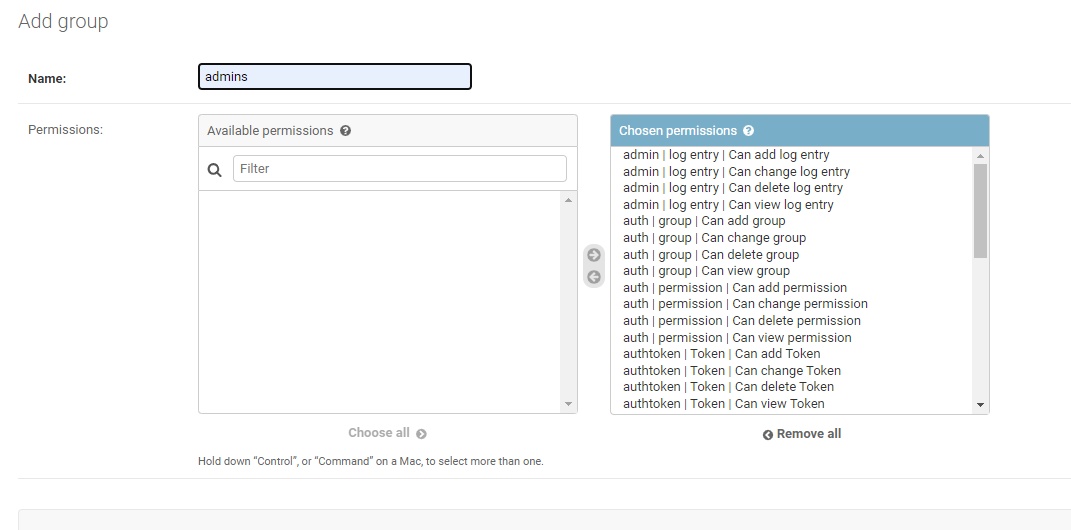 Add group
Name:
admins
Permissions:
Available permissions
Filter
Choose all
Chosen permissions
admin | log entry | Can add log entry
admin | log entry | Can change log entry
admin | log entry | Can delete log entry
admin | log entry | Can view log entry
auth | group | Can add group
auth | group | Can change group
auth | group | Can delete group
auth | group | Can view group
auth | permission | Can add permission
auth | permission | Can change permission
auth | permission | Can delete permission
auth | permission | Can view permission
authtoken | Token | Can add Token
authtoken | Token | Can change Token
authtoken | Token | Can delete Token
authtoken | Token | Can view Token
Remove all
Hold down “Control”, or “Command” on a Mac, to select more than one.